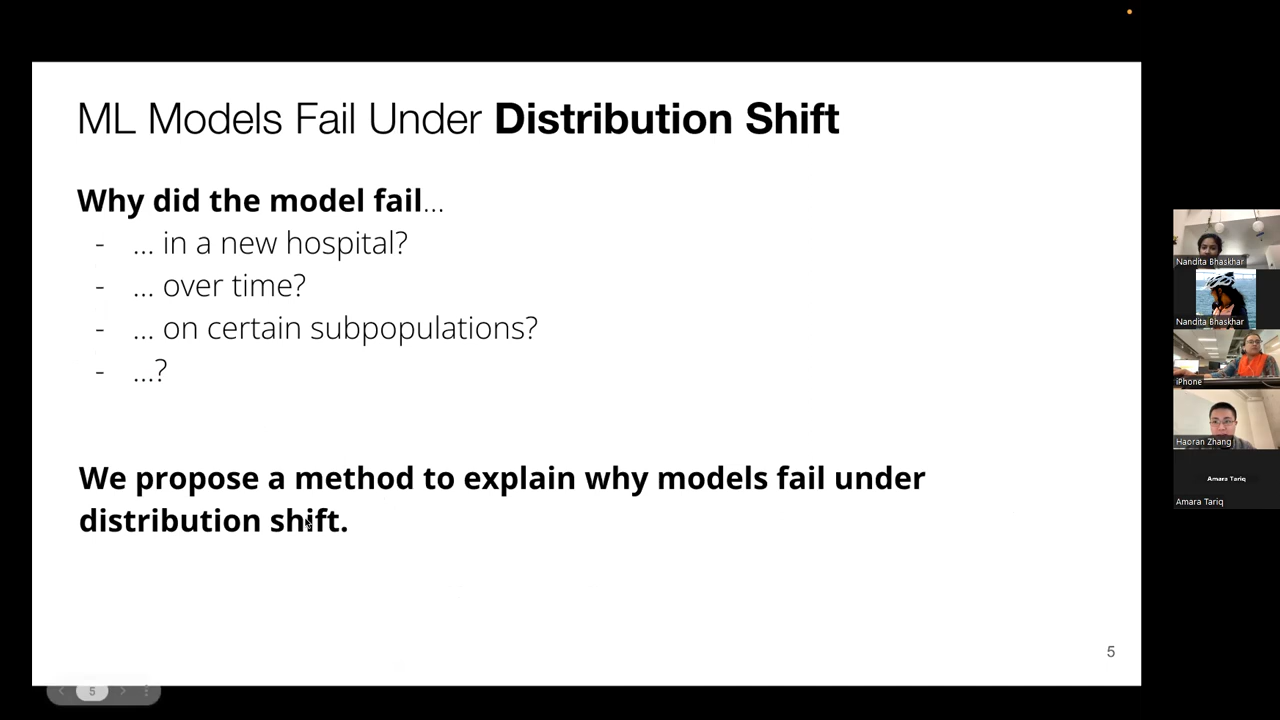 ML Models Fail Under Distribution Shift
Why did the model fail...
- ... in a new hospital?
- ... over time?
- ... on certain subpopulations?
- ...?
We propose a method to explain why models fail under
distribution shift.
5
5
Nandita Bhaskhar
Nandita Bhaskhar
iPhone
Haoran Zhang
Amara Tariq
Amara Tariq